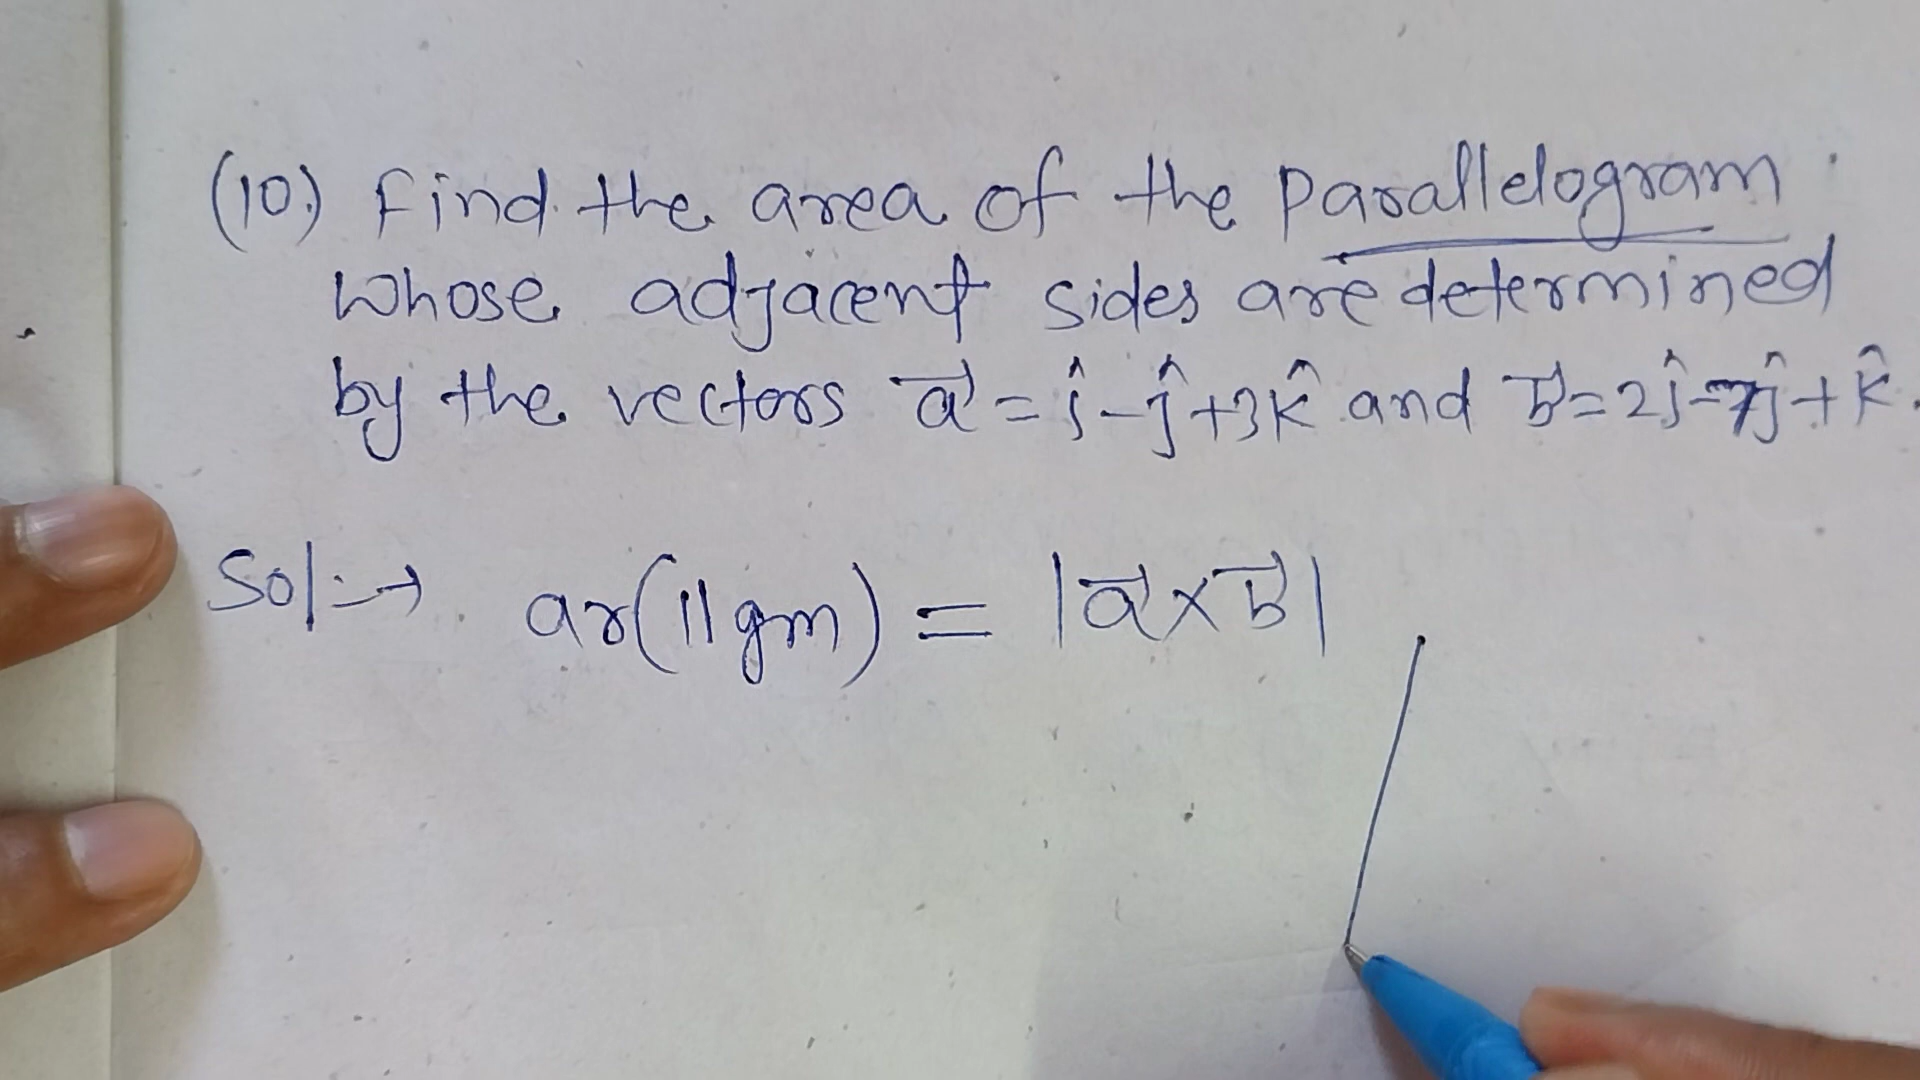 (10.) Find the area of the Parallelogram
whose adjacent sides are determined
by the vectors a⃗ = î - ĵ + 3k̂ and b⃗ = 2î - 7ĵ + k̂.
Sol:→ ar(||gm) = |a⃗ × b⃗|